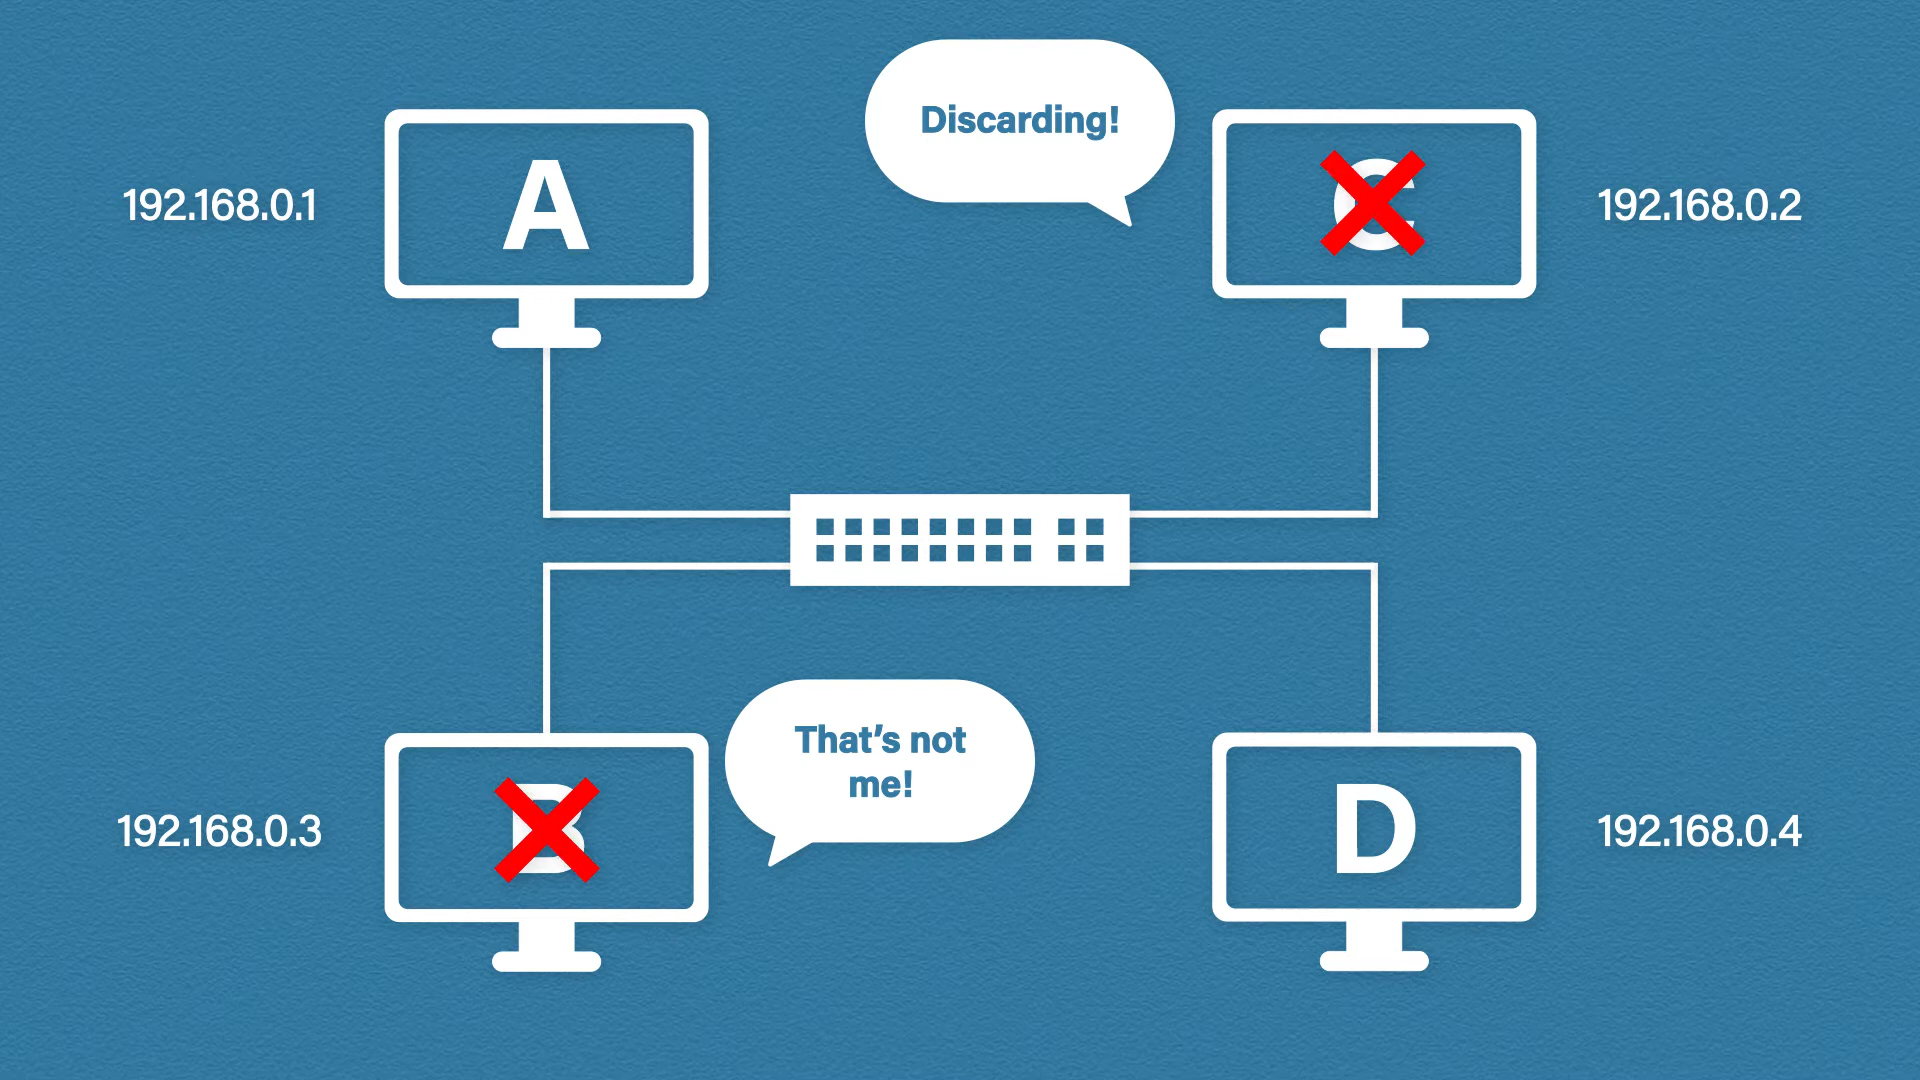 Discarding!
A
C
192.168.0.1
192.168.0.2
That's not
me!
B
D
192.168.0.3
192.168.0.4